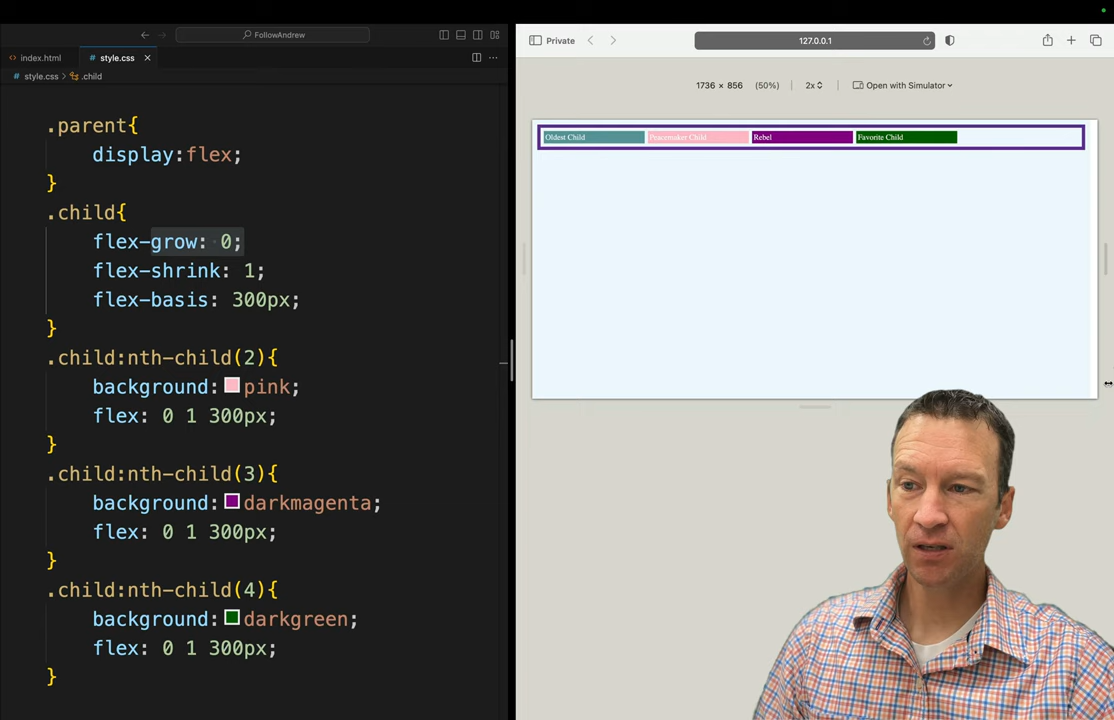 FollowAndrew
index.html
# style.css
# style.css > .child
.parent{
display:flex;
}
.child{
flex-grow: 0;
flex-shrink: 1;
flex-basis: 300px;
}
.child:nth-child(2){
background: pink;
flex: 0 1 300px;
}
.child:nth-child(3){
background: darkmagenta;
flex: 0 1 300px;
}
.child:nth-child(4){
background: darkgreen;
flex: 0 1 300px;
}
Private
127.0.0.1
1736 × 856 (50%) 2x Open with Simulator
Oldest Child Peacemaker Child Rebel Favorite Child